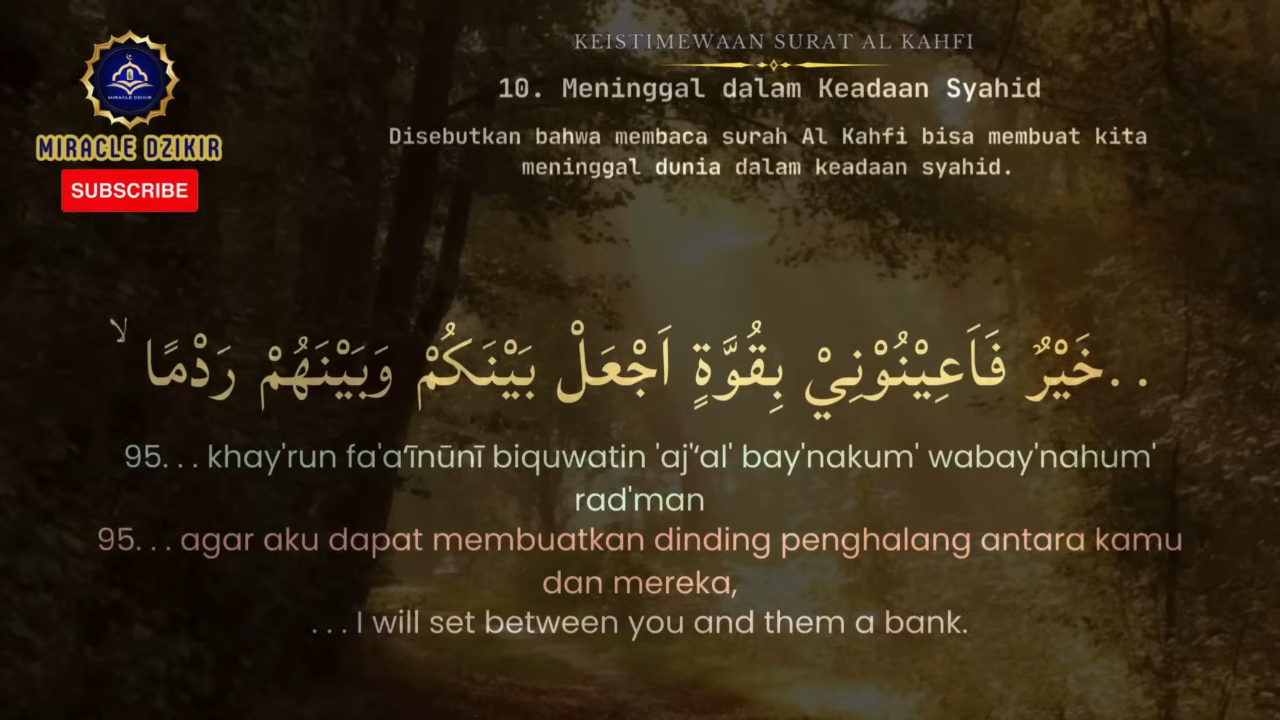 KEISTIMEWAAN SURAT AL KAHFI
10. Meninggal dalam Keadaan Syahid
Disebutkan bahwa membaca surah Al Kahfi bisa membuat kita
meninggal dunia dalam keadaan syahid.
MIRACLE DZIKIR
MIRACLE DZIKIR
SUBSCRIBE
. . خَيْرٌ فَاَعِيْنُوْنِيْ بِقُوَّةٍ اَجْعَلْ بَيْنَكُمْ وَبَيْنَهُمْ رَدْمًا ۙ
95. . . khay'run fa'a'īnūnī biquwatin 'aj'‘al' bay'nakum' wabay'nahum'
rad'man
95. . . agar aku dapat membuatkan dinding penghalang antara kamu
dan mereka,
. . . I will set between you and them a bank.